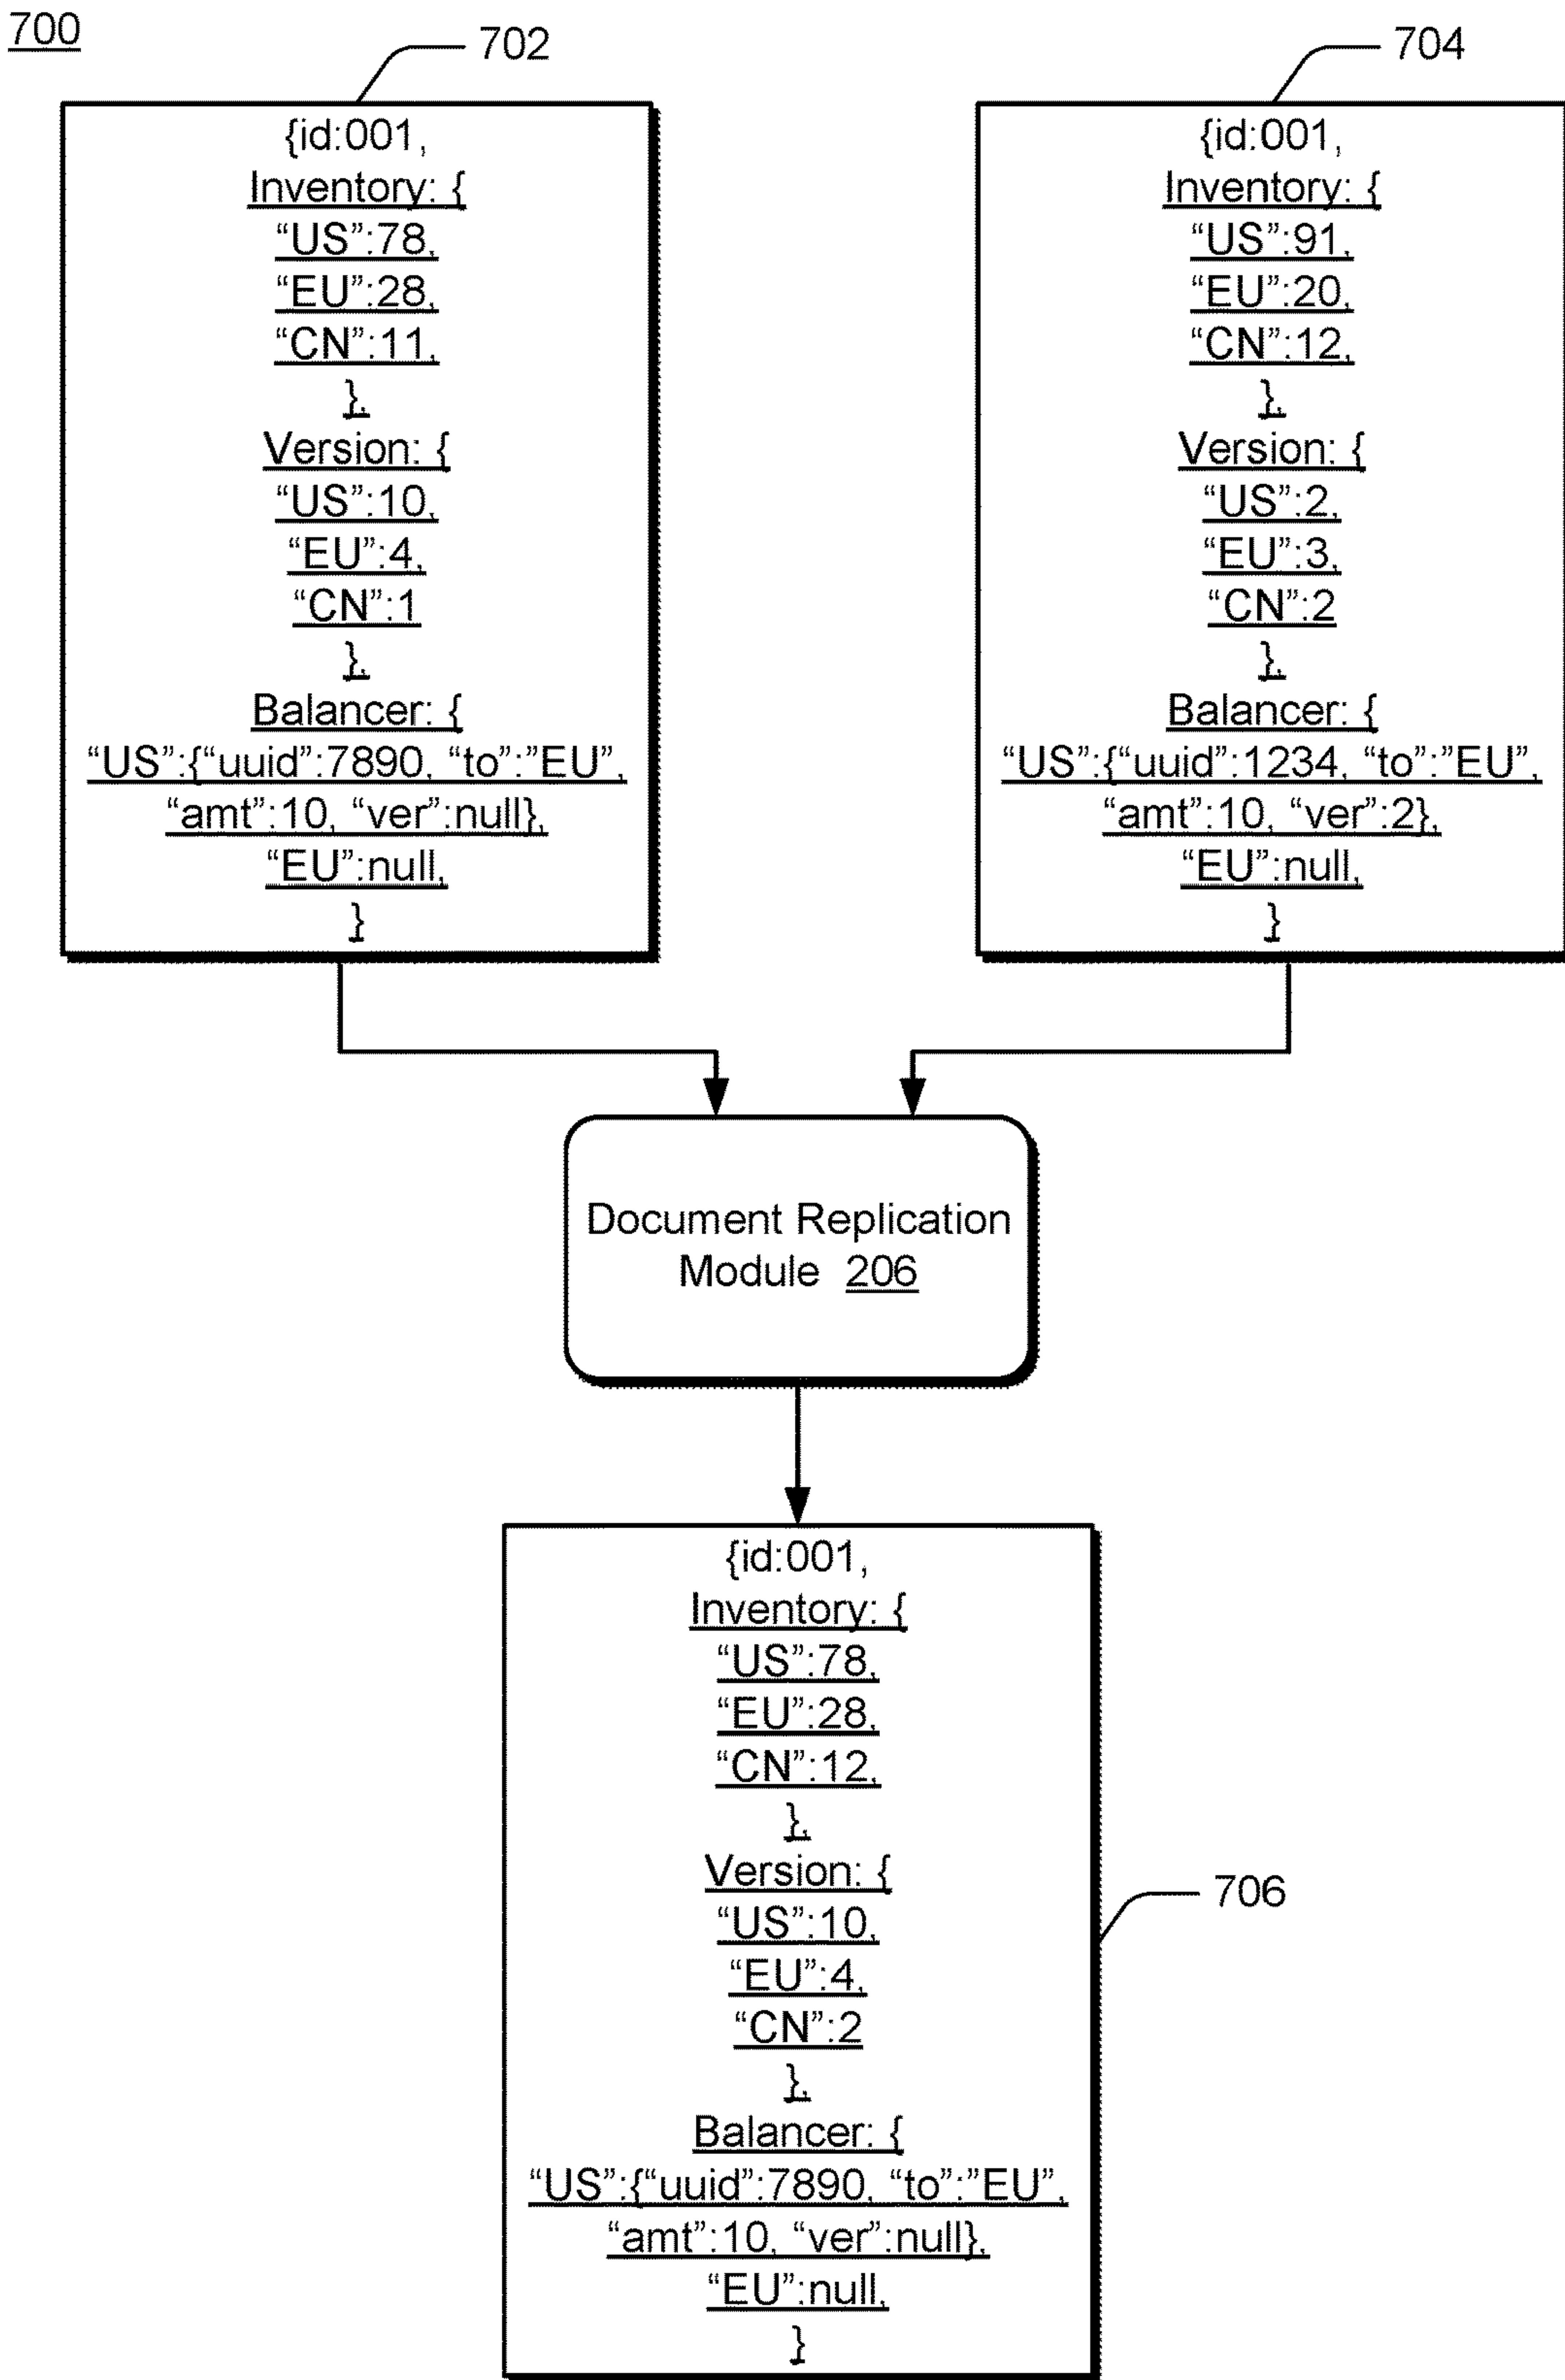 700
702
{id:001,
Inventory: {
“US”:78,
“EU”:28,
“CN”:11,
},
Version: {
“US”:10,
“EU”:4,
“CN”:1
},
Balancer: {
“US”:{“uuid”:7890, “to”:”EU”,
“amt”:10, “ver”:null},
“EU”:null,
}
704
{id:001,
Inventory: {
“US”:91,
“EU”:20,
“CN”:12,
},
Version: {
“US”:2,
“EU”:3,
“CN”:2
},
Balancer: {
“US”:{“uuid”:1234, “to”:”EU”,
“amt”:10, “ver”:2},
“EU”:null,
}
Document Replication
Module 206
{id:001,
Inventory: {
“US”:78,
“EU”:28,
“CN”:12,
},
Version: {
“US”:10,
“EU”:4,
“CN”:2
},
Balancer: {
“US”:{“uuid”:7890, “to”:”EU”,
“amt”:10, “ver”:null},
“EU”:null,
}
706